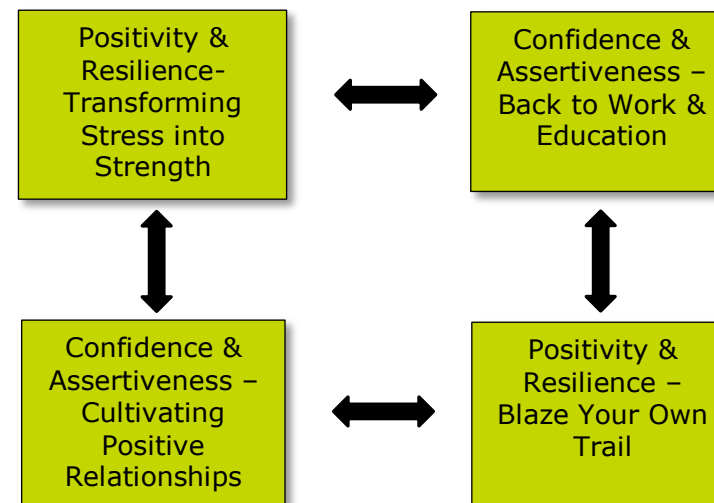 Positivity &
Resilience-
Transforming
Stress into
Strength
Confidence &
Assertiveness –
Back to Work &
Education
Confidence &
Assertiveness –
Cultivating
Positive
Relationships
Positivity &
Resilience –
Blaze Your Own
Trail